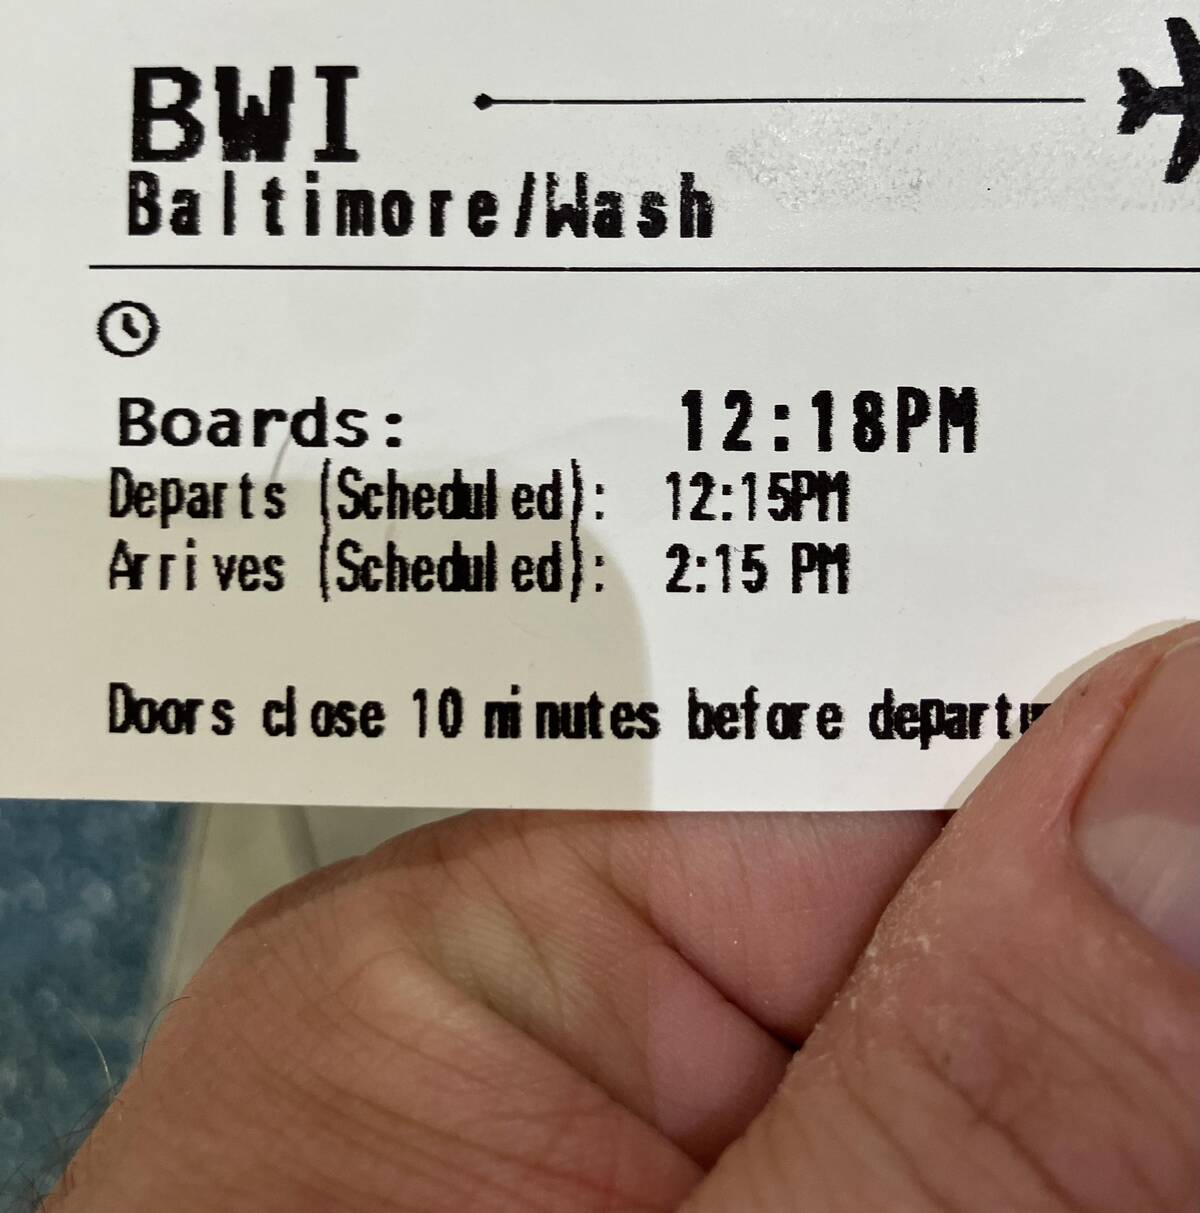 BWI
Baltimore/Wash
Boards: 12:18PM
Departs (Scheduled): 12:15PM
Arrives (Scheduled): 2:15 PM
Doors close 10 minutes before